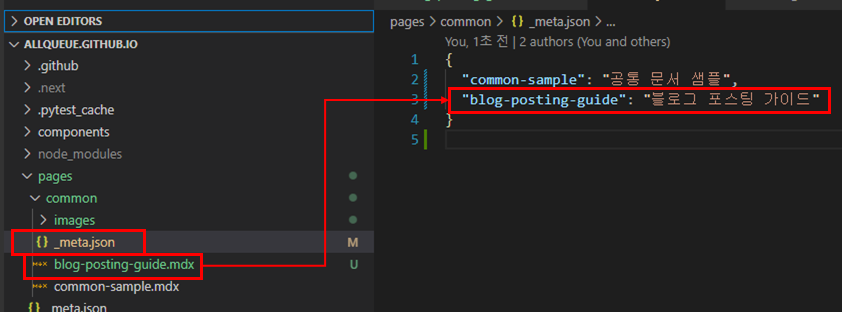 OPEN EDITORS
ALLQUEUE.GITHUB.IO
.github
.next
.pytest_cache
components
node_modules
pages
common
images
{} _meta.json M
blog-posting-guide.mdx U
common-sample.mdx
{} _meta.json
pages > common > {} _meta.json > ...
You, 1초 전 | 2 authors (You and others)
1 {
2 "common-sample": "공통 문서 샘플",
3 "blog-posting-guide": "블로그 포스팅 가이드"
4 }
5